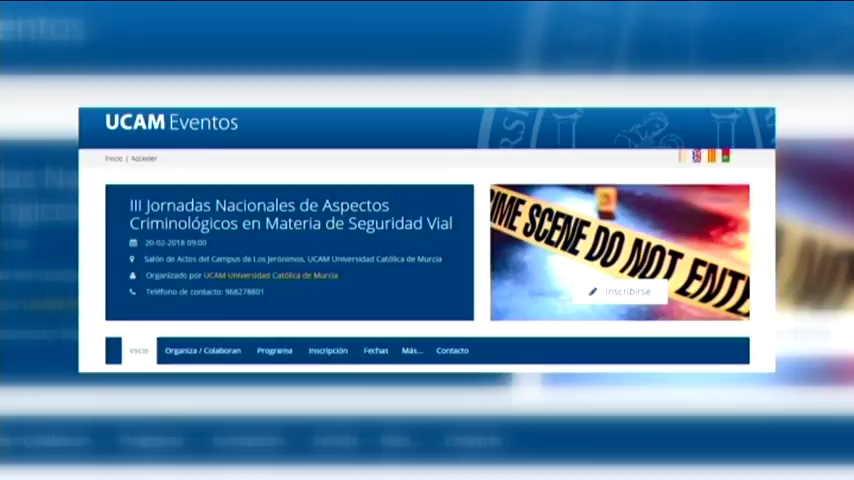 UCAM Eventos
Inicio | Acceder
III Jornadas Nacionales de Aspectos
Criminológicos en Materia de Seguridad Vial
20-02-2018 09:00
Salón de Actos del Campus de Los Jerónimos, UCAM Universidad Católica de Murcia
Organizado por UCAM Universidad Católica de Murcia
Teléfono de contacto: 968278801
CRIME SCENE DO NOT ENTE
Inscribirse
Inicio Organiza / Colaboran Programa Inscripción Fechas Más... Contacto